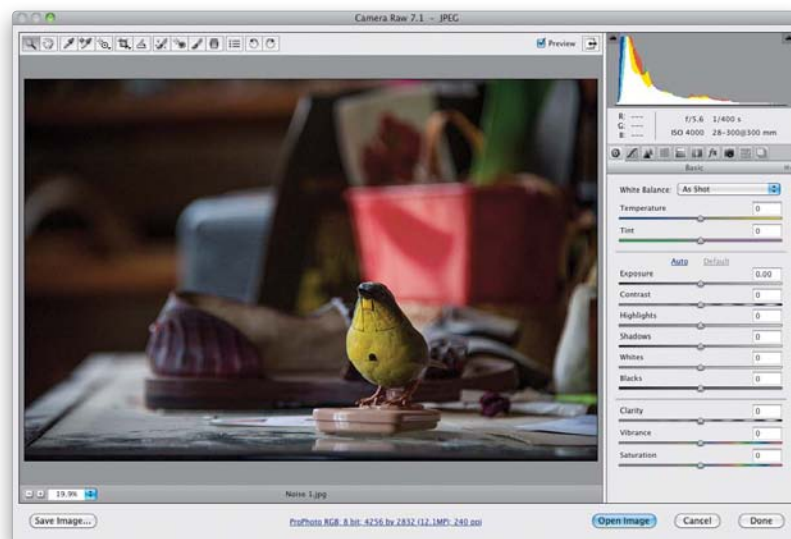 Camera Raw 7.1 - JPEG
Preview
R: ---
G: ---
B: ---
f/5.6 1/400 s
ISO 4000 28-300@300 mm
Basic
White Balance: As Shot
Temperature 0
Tint 0
Auto Default
Exposure 0.00
Contrast 0
Highlights 0
Shadows 0
Whites 0
Blacks 0
Clarity 0
Vibrance 0
Saturation 0
19.9% Noise 1.jpg
Save Image... ProPhoto RGB; 8 bit; 4256 by 2832 (12.1MP); 240 ppi Open Image Cancel Done